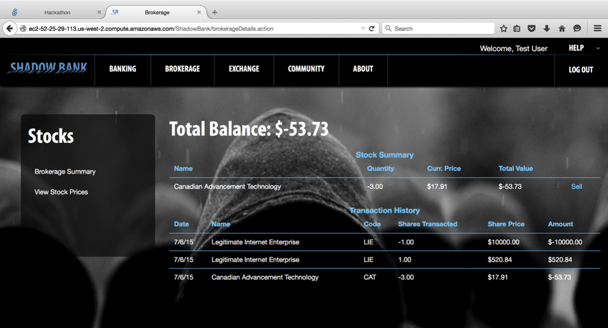 Hackathon
Brokerage
ec2-52-25-29-113.us-west-2.compute.amazonaws.com/ShadowBank/brokerageDetails.action
Search
Welcome, Test User
HELP
SHADOW BANK
BANKING
BROKERAGE
EXCHANGE
COMMUNITY
ABOUT
LOG OUT
Stocks
Brokerage Summary
View Stock Prices
Total Balance: $-53.73
Stock Summary
Name Quantity Curr. Price Total Value
Canadian Advancement Technology -3.00 $17.91 $-53.73 Sell
Transaction History
Date Name Code Shares Transacted Share Price Amount
7/6/15 Legitimate Internet Enterprise LIE -1.00 $10000.00 $-10000.00
7/6/15 Legitimate Internet Enterprise LIE 1.00 $520.84 $520.84
7/6/15 Canadian Advancement Technology CAT -3.00 $17.91 $-53.73